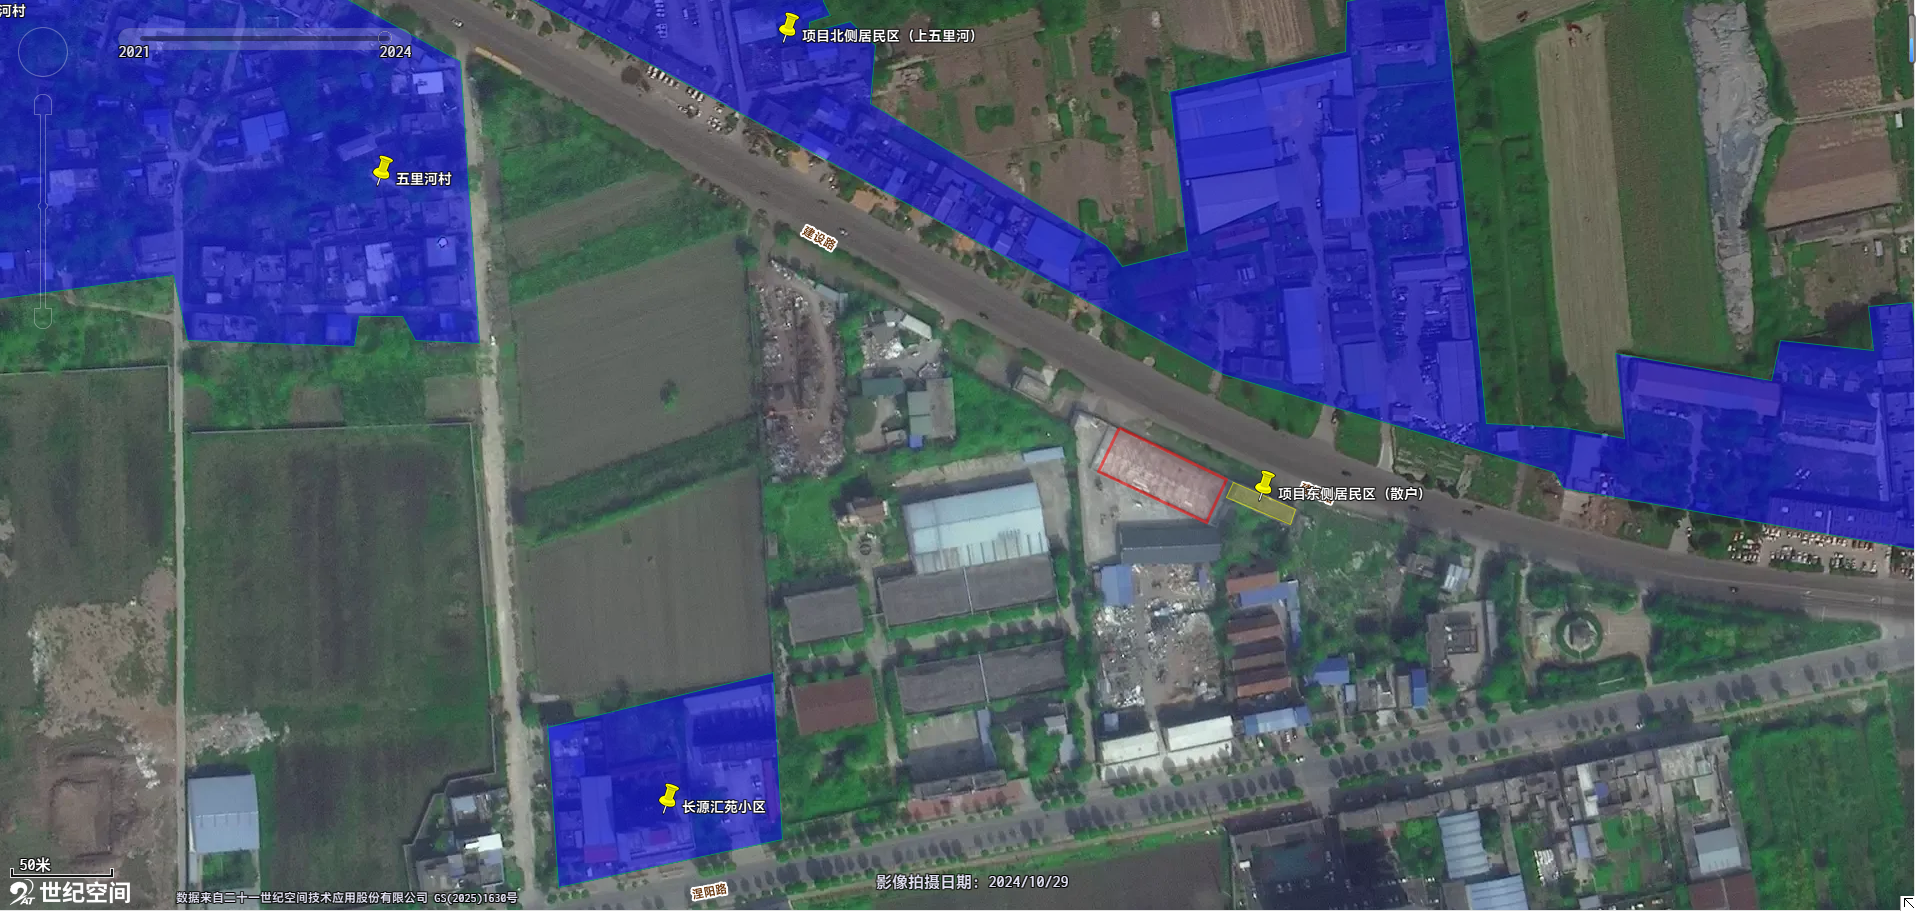 河村
2021
2024
项目北侧居民区（上五里河）
五里河村
建设路
项目东侧居民区（散户）
长源汇苑小区
50米
世纪空间
数据来自二十一世纪空间技术应用股份有限公司 GS(2025)1630号
涅阳路
影像拍摄日期: 2024/10/29